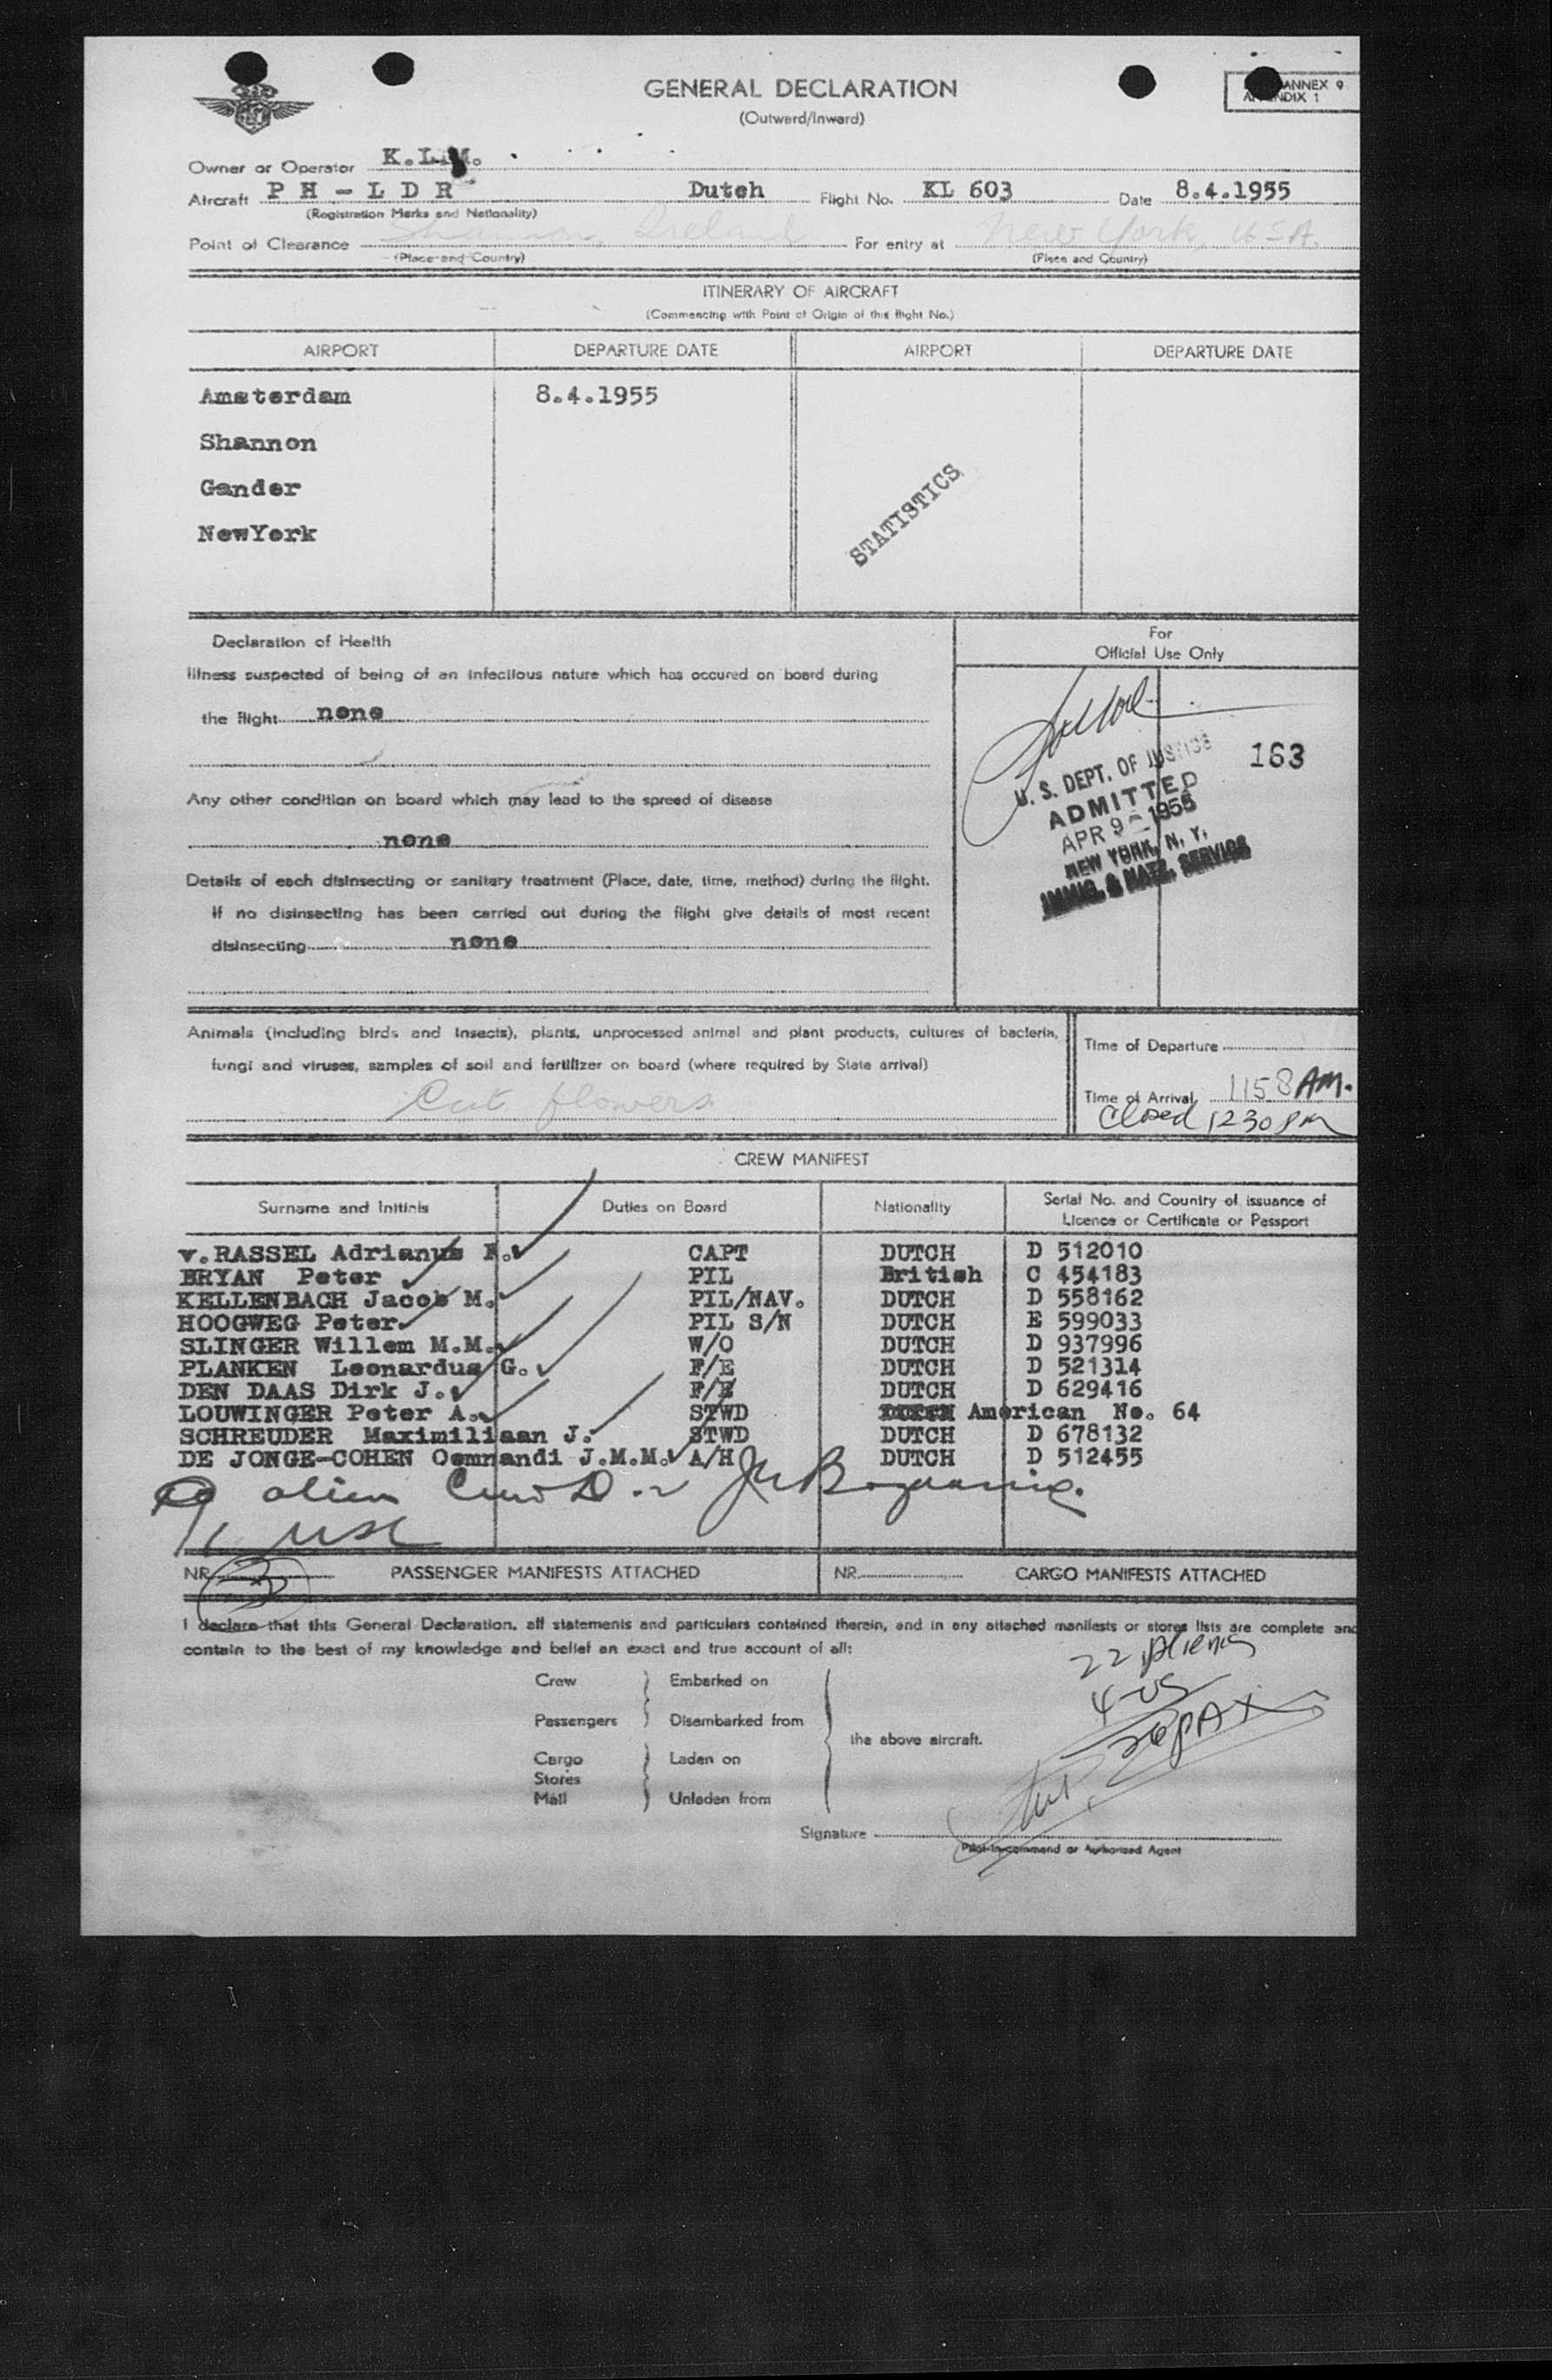 GENERAL DECLARATION
(Outward/Inward)
ANNEX 9
APPENDIX 1
Owner or Operator K.L.M.
Aircraft PH-LDR Dutch Flight No. KL 603 Date 8.4.1955
(Registration Marks and Nationality)
Point of Clearance Shannon, Ireland For entry at New York, USA.
(Place and Country) (Place and Country)
ITINERARY OF AIRCRAFT
(Commencing with Point of Origin of this flight No.)
AIRPORT DEPARTURE DATE AIRPORT DEPARTURE DATE
Amsterdam 8.4.1955
Shannon
Gander
NewYork
STATISTICS
Declaration of Health
Illness suspected of being of an infectious nature which has occured on board during
the flight none
Any other condition on board which may lead to the spreed of disease
none
Details of each disinsecting or sanitary treatment (Place, date, time, method) during the flight.
If no disinsecting has been carried out during the flight give details of most recent
disinsecting none
For
Official Use Only
163
U. S. DEPT. OF JUSTICE
ADMITTED
APR 9 - 1955
NEW YORK, N. Y.
IMMIG. & NATZ. SERVICE
Animals (including birds and insects), plants, unprocessed animal and plant products, cultures of bacteria,
fungi and viruses, samples of soil and fertilizer on board (where required by State arrival)
Cut flowers
Time of Departure
Time of Arrival 1158 AM.
Closed 1230 PM
CREW MANIFEST
Surname and Initials Duties on Board Nationality Serial No. and Country of issuance of
Licence or Certificate or Passport
v.RASSEL Adrianus F. CAPT DUTCH D 512010
BRYAN Peter PIL British C 454183
KELLENBACH Jacob M. PIL/NAV. DUTCH D 558162
HOOGWEG Peter PIL S/N DUTCH E 599033
SLINGER Willem M.M. W/O DUTCH D 937996
PLANKEN Leonardus G. F/E DUTCH D 521314
DEN DAAS Dirk J. F/E DUTCH D 629416
LOUWINGER Peter A. STWD American No. 64
SCHREUDER Maximiliaan J. STWD DUTCH D 678132
DE JONGE-COHEN Oemnandi J.M.M. A/H DUTCH D 512455
9 alien Crew
1 USC
NR. 3 PASSENGER MANIFESTS ATTACHED NR. CARGO MANIFESTS ATTACHED
I declare that this General Declaration, all statements and particulars contained therein, and in any attached manifests or stores lists are complete and
contain to the best of my knowledge and belief an exact and true account of all:
22 Aliens
4 US
26 PAX
Crew Embarked on
Passengers Disembarked from
the above aircraft.
Cargo Laden on
Stores
Mail Unladen from
Signature
Pilot-in-command or Authorized Agent